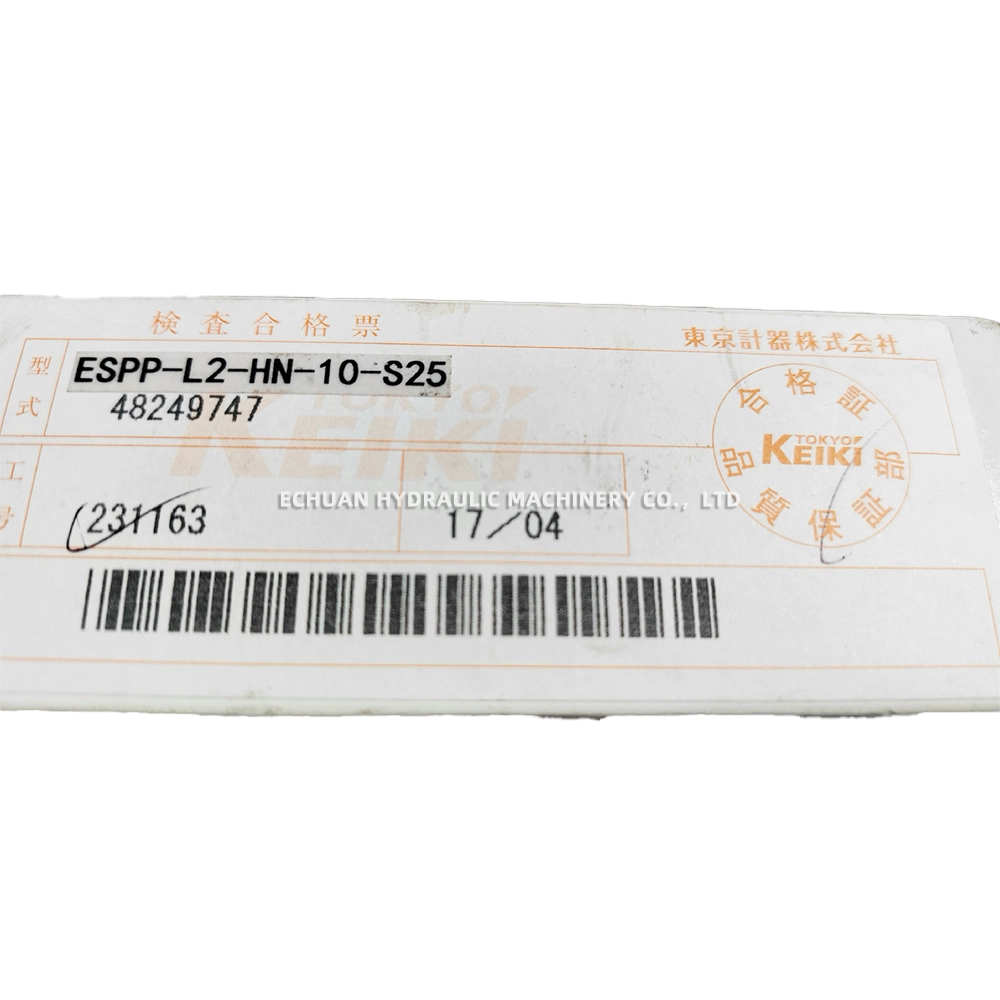 検査合格票
東京計器株式会社
型式
ESPP-L2-HN-10-S25
48249747
TOKYO
KEIKI
合格証
TOKYO
KEIKI
品質保証部
工
号
231163
17/04
ECHUAN HYDRAULIC MACHINERY CO., LTD